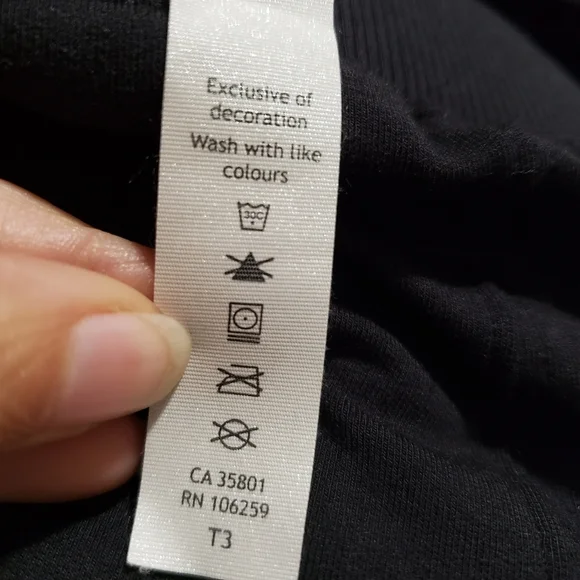 Exclusive of
decoration
Wash with like
colours
30C
CA 35801
RN 106259
T3